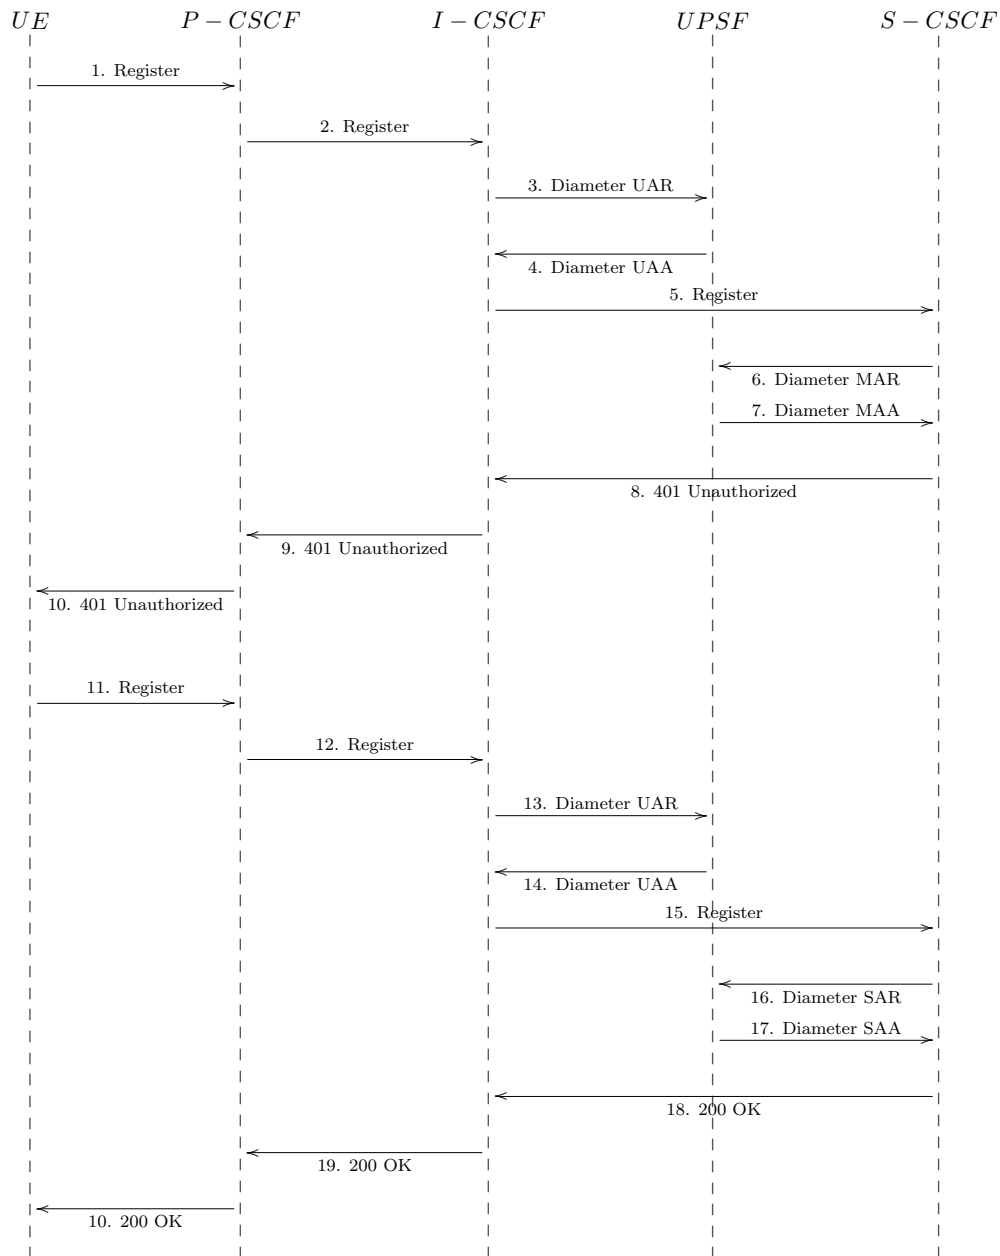 UE P − CSCF I − CSCF UPSF S − CSCF
1. Register
2. Register
3. Diameter UAR
4. Diameter UAA
5. Register
6. Diameter MAR
7. Diameter MAA
8. 401 Unauthorized
9. 401 Unauthorized
10. 401 Unauthorized
11. Register
12. Register
13. Diameter UAR
14. Diameter UAA
15. Register
16. Diameter SAR
17. Diameter SAA
18. 200 OK
19. 200 OK
10. 200 OK